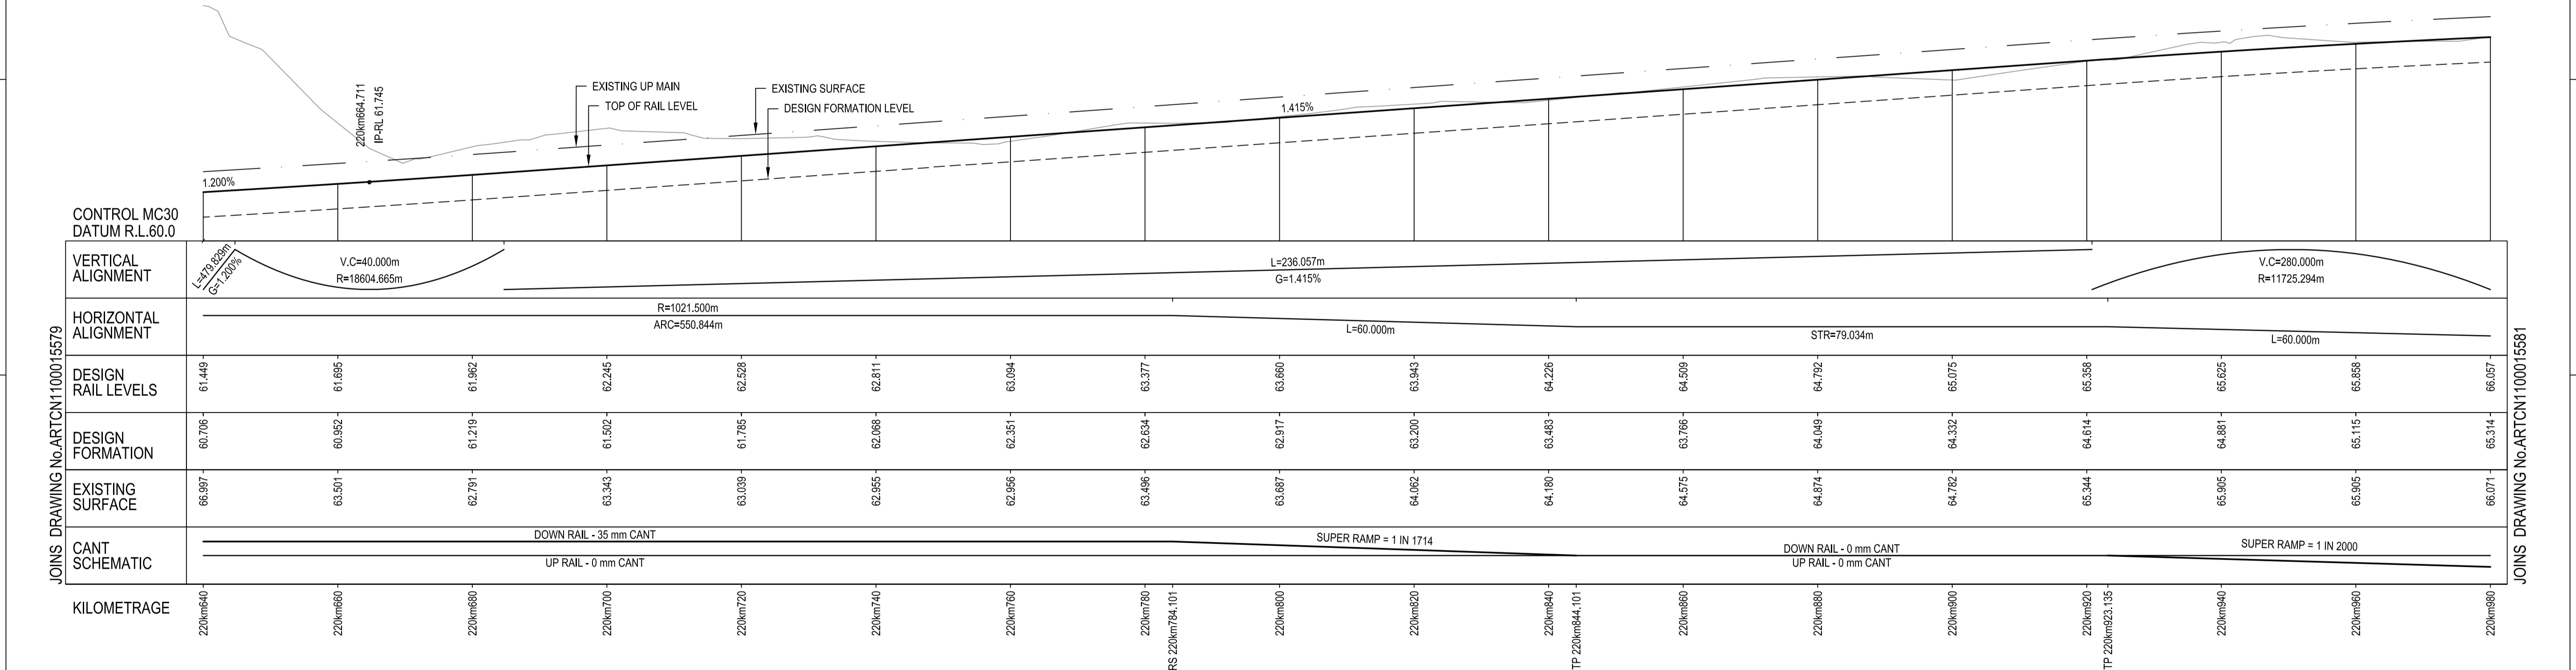 220km664.711
IP-RL 61.745
EXISTING UP MAIN
TOP OF RAIL LEVEL
EXISTING SURFACE
DESIGN FORMATION LEVEL
1.415%
1.200%
CONTROL MC30
DATUM R.L.60.0
VERTICAL
ALIGNMENT
L=479.829m
G=1.200%
V.C=40.000m
R=18604.665m
L=236.057m
G=1.415%
V.C=280.000m
R=11725.294m
HORIZONTAL
ALIGNMENT
R=1021.500m
ARC=550.844m
L=60.000m
STR=79.034m
L=60.000m
DESIGN
RAIL LEVELS
61.449 61.695 61.962 62.245 62.528 62.811 63.094 63.377 63.660 63.943 64.226 64.509 64.792 65.075 65.358 65.625 65.858 66.057
DESIGN
FORMATION
60.706 60.952 61.219 61.502 61.785 62.068 62.351 62.634 62.917 63.200 63.483 63.766 64.049 64.332 64.614 64.881 65.115 65.314
EXISTING
SURFACE
66.997 63.501 62.791 63.343 63.039 62.955 62.956 63.496 63.687 64.062 64.180 64.575 64.874 64.782 65.344 65.905 65.905 66.071
CANT
SCHEMATIC
DOWN RAIL - 35 mm CANT
UP RAIL - 0 mm CANT
SUPER RAMP = 1 IN 1714
DOWN RAIL - 0 mm CANT
UP RAIL - 0 mm CANT
SUPER RAMP = 1 IN 2000
KILOMETRAGE
220km640 220km660 220km680 220km700 220km720 220km740 220km760 220km780 RS 220km784.101 220km800 220km820 220km840 TP 220km844.101 220km860 220km880 220km900 220km920 TP 220km923.135 220km940 220km960 220km980
JOINS DRAWING No.ARTCN1100015579
JOINS DRAWING No.ARTCN1100015581